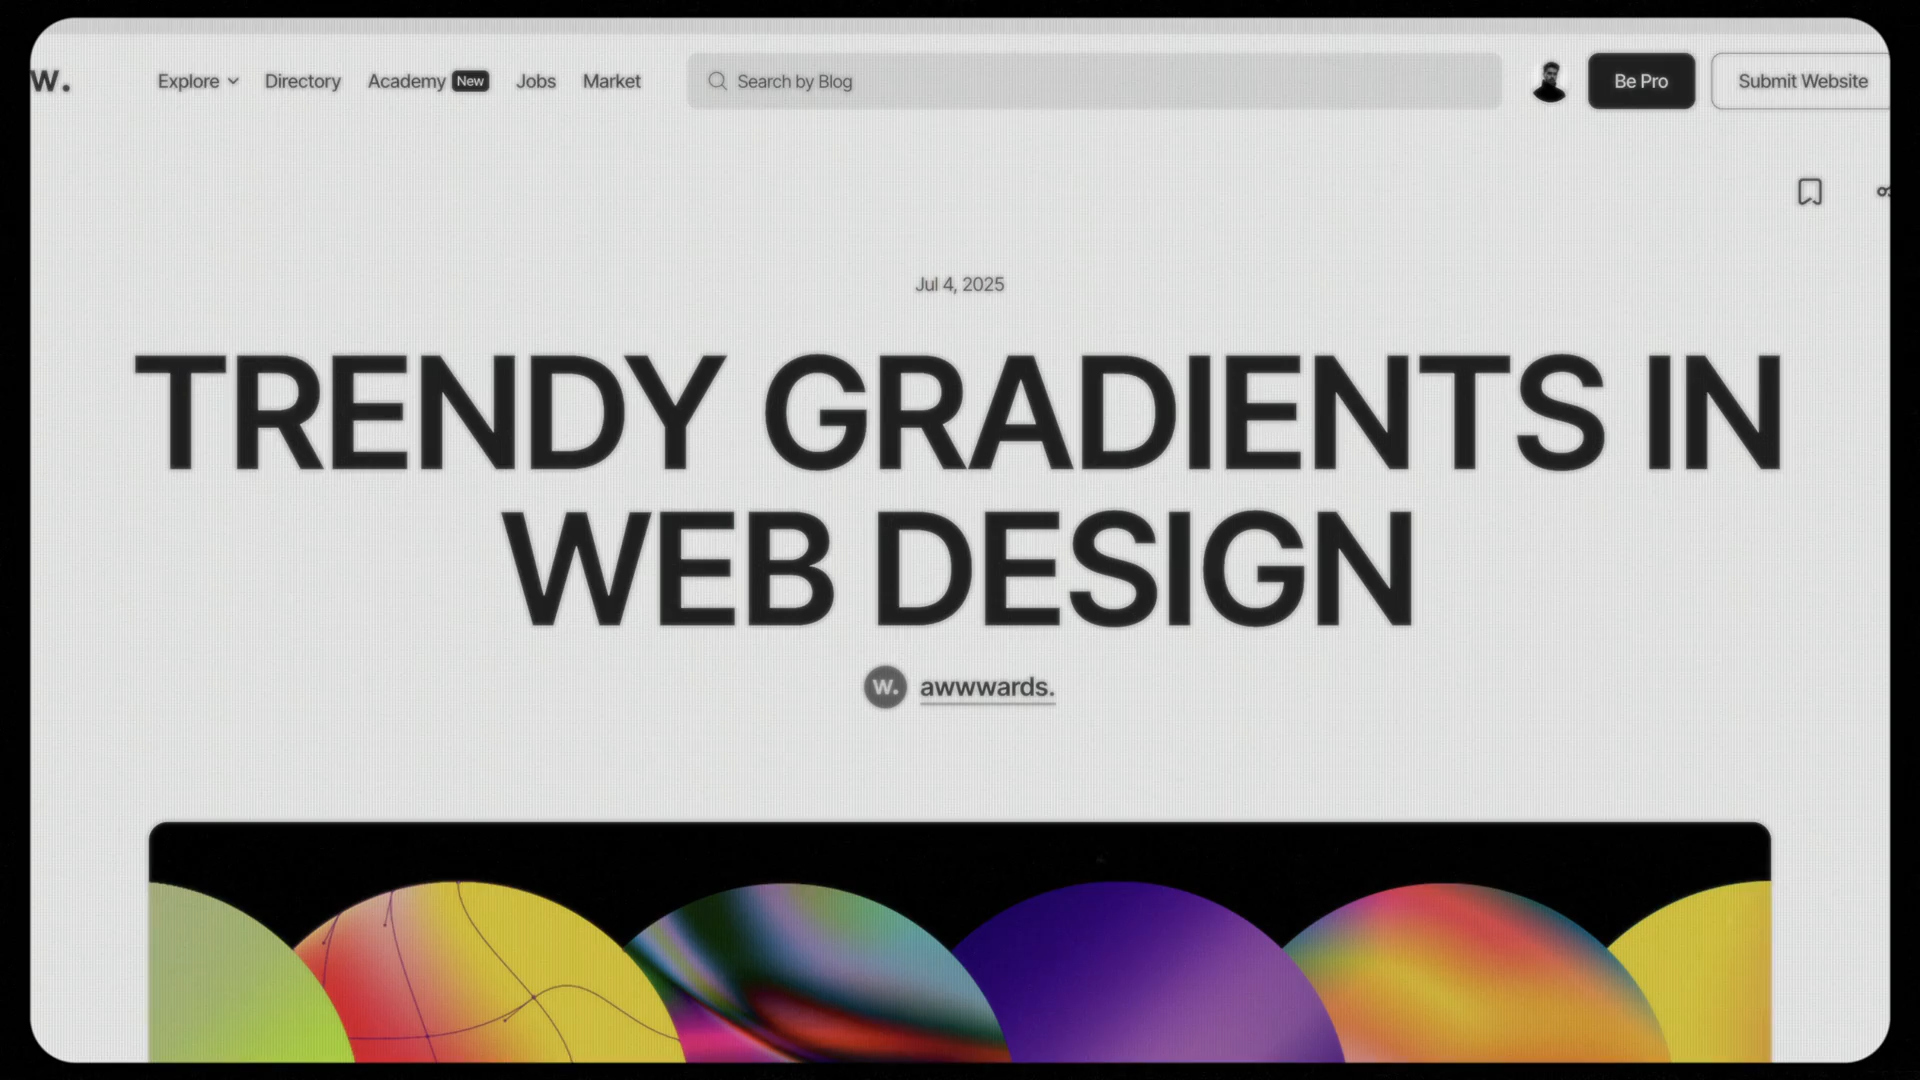 W.
Explore
Directory
Academy New
Jobs
Market
Search by Blog
Be Pro
Submit Website
Jul 4, 2025
TRENDY GRADIENTS IN
WEB DESIGN
W. awwwards.